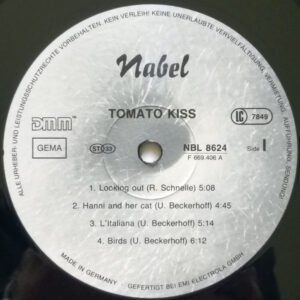 ALLE URHEBER- UND LEISTUNGSSCHUTZRECHTE VORBEHALTEN. KEIN VERLEIH! KEINE UNERLAUBTE VERVIELFÄLTIGUNG, VERMIETUNG, AUFFÜHRUNG, SENDUNG!
Nabel
TOMATO KISS
DMM
LC 7849
GEMA
ST 33
NBL 8624
F 669.406 A
Side 1
1. Locking out (R. Schnelle) 5:08
2. Hanni and her cat (U. Beckerhoff) 4:45
3. L'italiana (U. Beckerhoff) 5:14
4. Birds (U. Beckerhoff) 6:12
MADE IN GERMANY · GEFERTIGT BEI EMI ELECTROLA GMBH